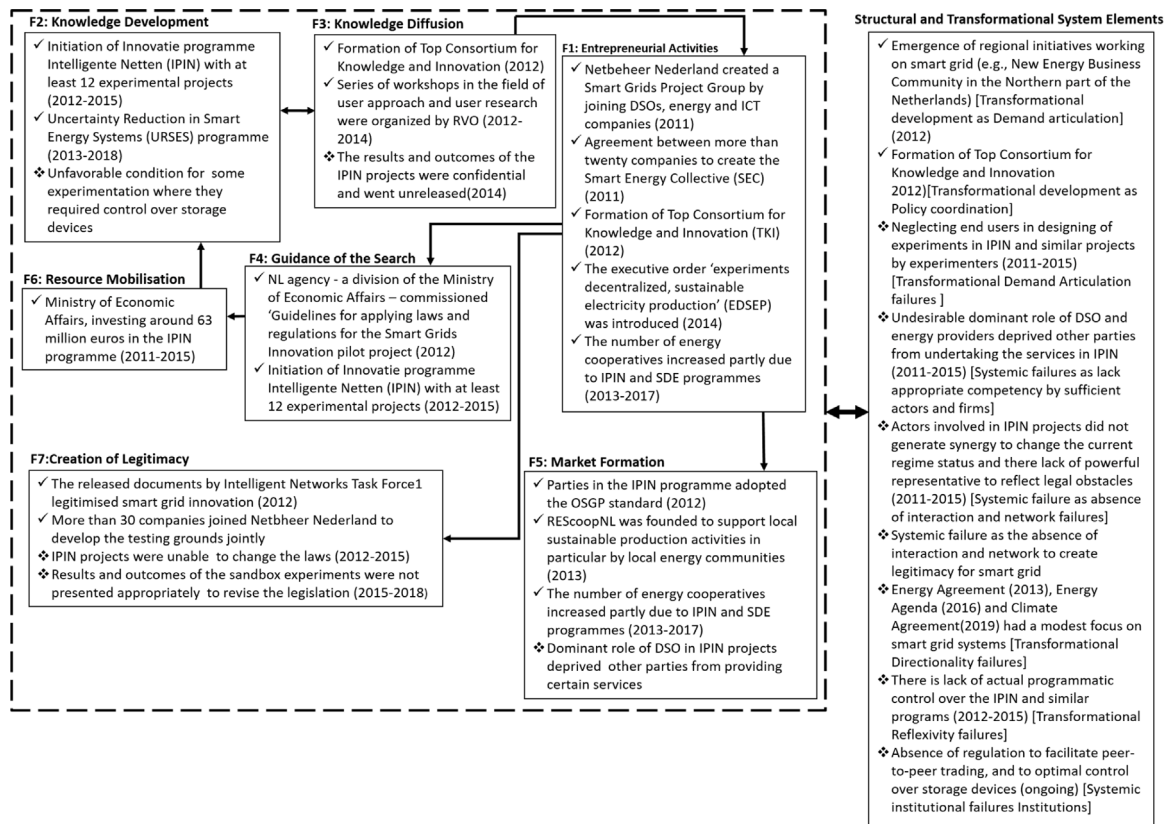 F2: Knowledge Development
✓ Initiation of Innovatie programme
Intelligente Netten (IPIN) with at
least 12 experimental projects
(2012-2015)
✓ Uncertainty Reduction in Smart
Energy Systems (URSES) programme
(2013-2018)
❖ Unfavorable condition for some
experimentation where they
required control over storage
devices
F3: Knowledge Diffusion
✓ Formation of Top Consortium for
Knowledge and Innovation (2012)
✓ Series of workshops in the field of
user approach and user research
were organized by RVO (2012-
2014)
❖ The results and outcomes of the
IPIN projects were confidential
and went unreleased(2014)
F1: Entrepreneurial Activities
✓ Netbeheer Nederland created a
Smart Grids Project Group by
joining DSOs, energy and ICT
companies (2011)
✓ Agreement between more than
twenty companies to create the
Smart Energy Collective (SEC)
(2011)
✓ Formation of Top Consortium for
Knowledge and Innovation (TKI)
(2012)
✓ The executive order ‘experiments
decentralized, sustainable
electricity production’ (EDSEP)
was introduced (2014)
✓ The number of energy
cooperatives increased partly due
to IPIN and SDE programmes
(2013-2017)
F6: Resource Mobilisation
✓ Ministry of Economic
Affairs, investing around 63
million euros in the IPIN
programme (2011-2015)
F4: Guidance of the Search
✓ NL agency - a division of the Ministry
of Economic Affairs – commissioned
‘Guidelines for applying laws and
regulations for the Smart Grids
Innovation pilot project (2012)
✓ Initiation of Innovatie programme
Intelligente Netten (IPIN) with at least
12 experimental projects (2012-2015)
F7:Creation of Legitimacy
✓ The released documents by Intelligent Networks Task Force1
legitimised smart grid innovation (2012)
✓ More than 30 companies joined Netbheer Nederland to
develop the testing grounds jointly
❖ IPIN projects were unable to change the laws (2012-2015)
❖ Results and outcomes of the sandbox experiments were not
presented appropriately to revise the legislation (2015-2018)
F5: Market Formation
✓ Parties in the IPIN programme adopted
the OSGP standard (2012)
✓ REScoopNL was founded to support local
sustainable production activities in
particular by local energy communities
(2013)
✓ The number of energy cooperatives
increased partly due to IPIN and SDE
programmes (2013-2017)
❖ Dominant role of DSO in IPIN projects
deprived other parties from providing
certain services
Structural and Transformational System Elements
✓ Emergence of regional initiatives working
on smart grid (e.g., New Energy Business
Community in the Northern part of the
Netherlands) [Transformational
development as Demand articulation]
(2012)
✓ Formation of Top Consortium for
Knowledge and Innovation
2012)[Transformational development as
Policy coordination]
❖ Neglecting end users in designing of
experiments in IPIN and similar projects
by experimenters (2011-2015)
[Transformational Demand Articulation
failures ]
❖ Undesirable dominant role of DSO and
energy providers deprived other parties
from undertaking the services in IPIN
(2011-2015) [Systemic failures as lack
appropriate competency by sufficient
actors and firms]
❖ Actors involved in IPIN projects did not
generate synergy to change the current
regime status and there lack of powerful
representative to reflect legal obstacles
(2011-2015) [Systemic failure as absence
of interaction and network failures]
❖ Systemic failure as the absence of
interaction and network to create
legitimacy for smart grid
❖ Energy Agreement (2013), Energy
Agenda (2016) and Climate
Agreement(2019) had a modest focus on
smart grid systems [Transformational
Directionality failures]
❖ There is lack of actual programmatic
control over the IPIN and similar
programs (2012-2015) [Transformational
Reflexivity failures]
❖ Absence of regulation to facilitate peer-
to-peer trading, and to optimal control
over storage devices (ongoing) [Systemic
institutional failures Institutions]